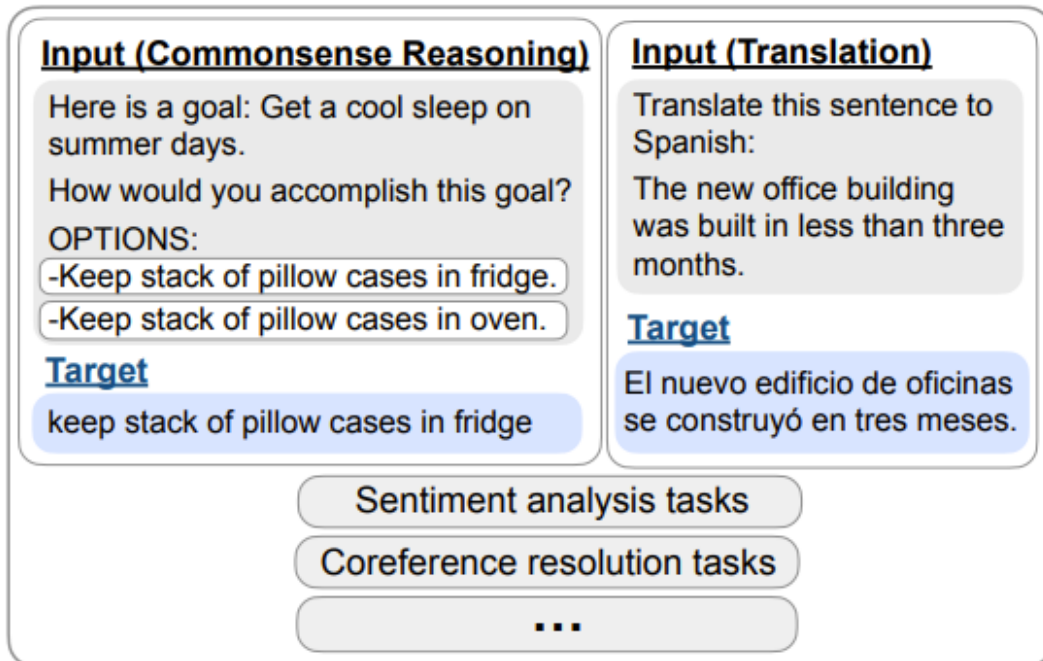 Input (Commonsense Reasoning)
Here is a goal: Get a cool sleep on
summer days.
How would you accomplish this goal?
OPTIONS:
-Keep stack of pillow cases in fridge.
-Keep stack of pillow cases in oven.
Target
keep stack of pillow cases in fridge
Input (Translation)
Translate this sentence to
Spanish:
The new office building
was built in less than three
months.
Target
El nuevo edificio de oficinas
se construyó en tres meses.
Sentiment analysis tasks
Coreference resolution tasks
...